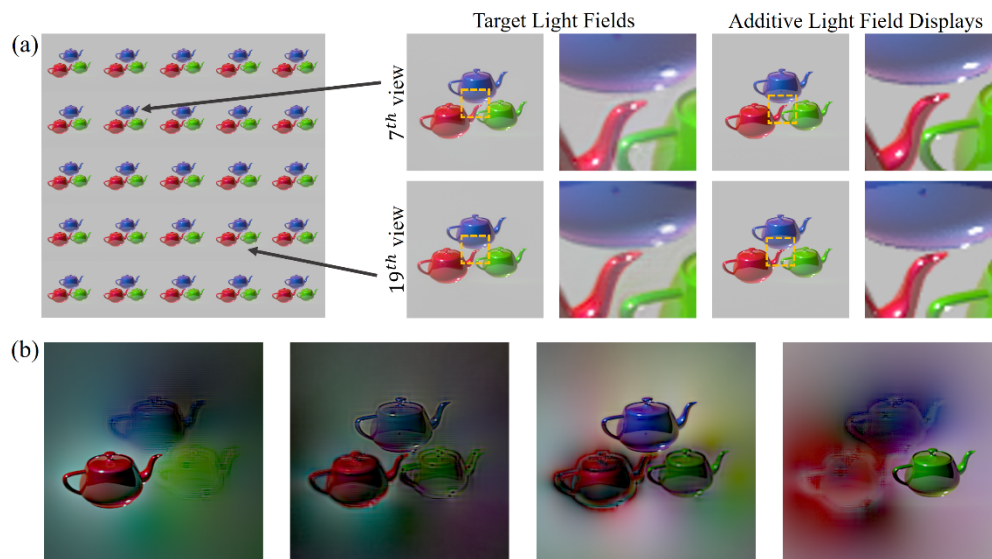 Target Light Fields
Additive Light Field Displays
(a)
7th view
19th view
(b)